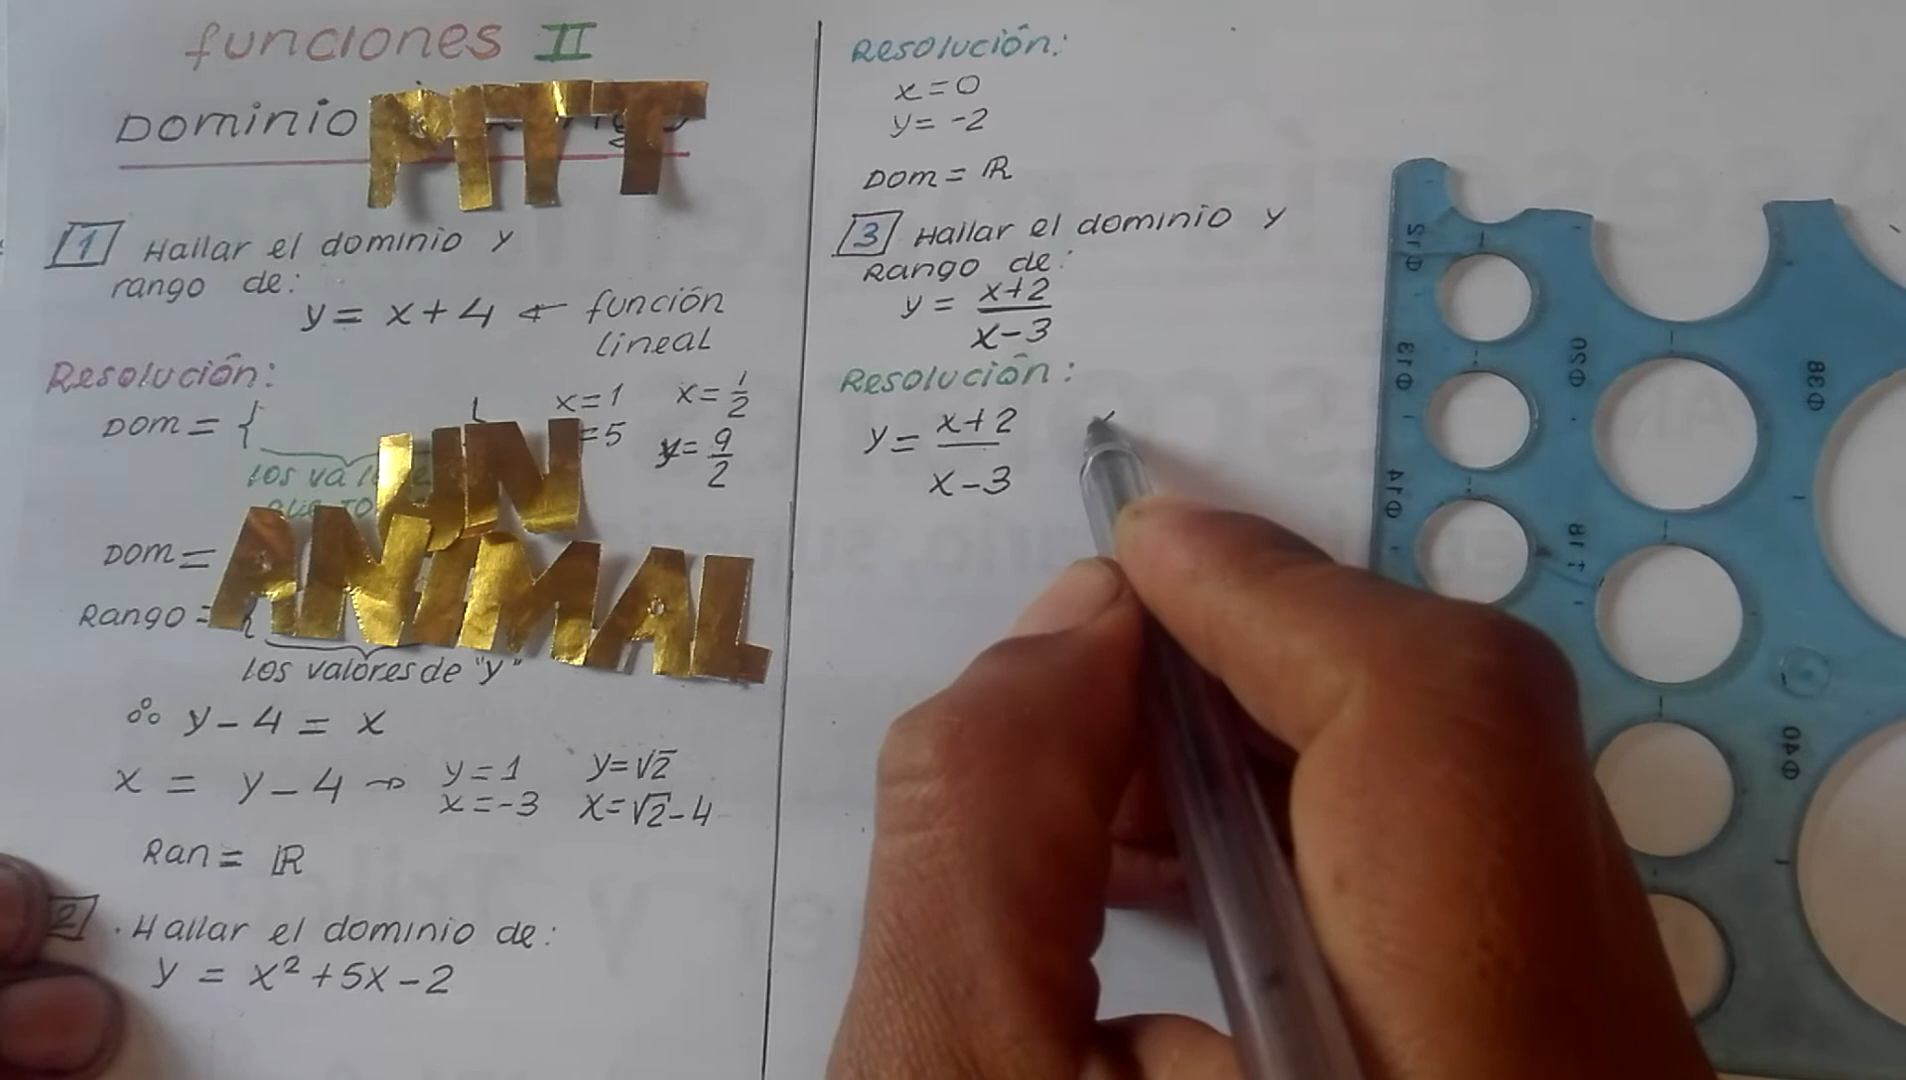 funciones II
Dominio
MTT
1 Hallar el dominio y
rango de:
y = x+4 ← función
lineal
Resolución:
DOM = {
x=1 x=1/2
=5 y=9/2
los va
UN
ANIMAL
DOM =
Rango = {
los valores de "y"
y-4 = x
x = y-4 → y=1 y=√2
x=-3 x=√2-4
Ran = ℝ
2 Hallar el dominio de:
y = x²+5x-2
Resolución:
x=0
y=-2
DOM = ℝ
3 Hallar el dominio y
Rango de:
y = x+2
x-3
Resolución:
y = x+2
x-3
Φ12
Φ13
Φ14
Φ20
Φ38
Φ40